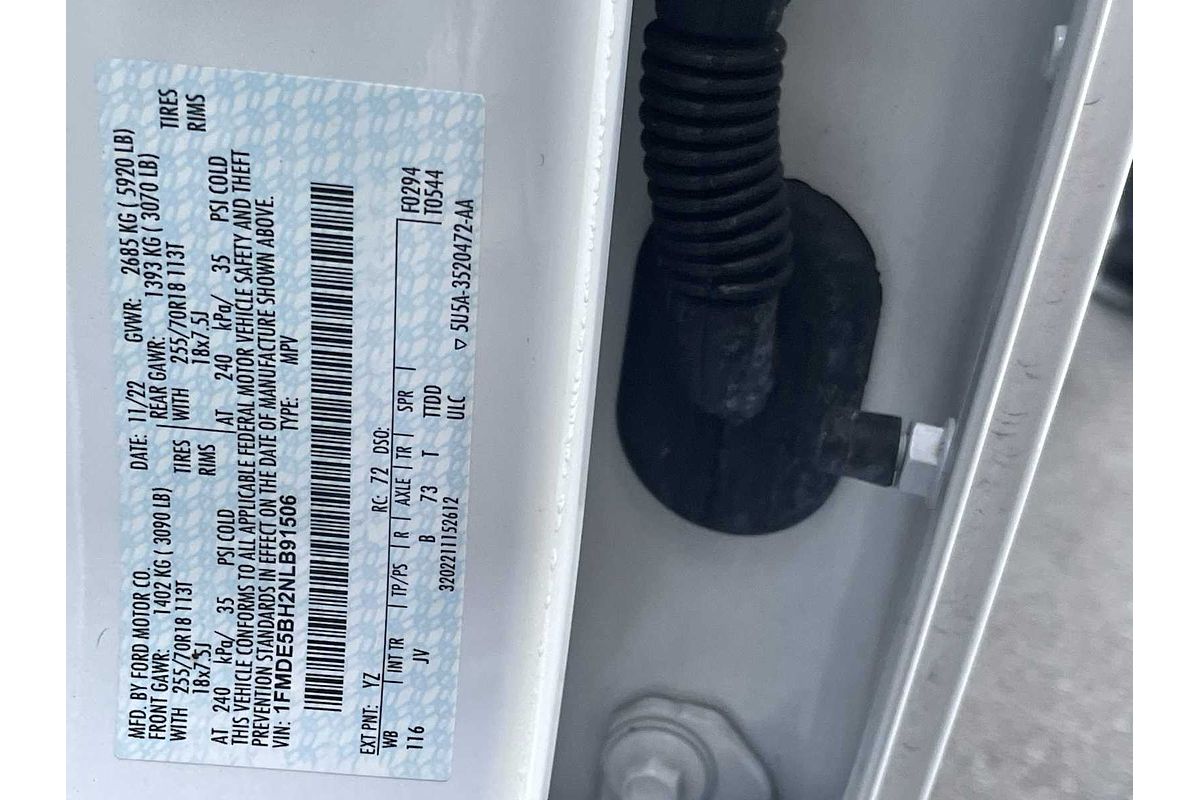 MFD. BY FORD MOTOR CO. DATE: 11/22 GVWR: 2685 KG ( 5920 LB)
FRONT GAWR: 1402 KG ( 3090 LB) REAR GAWR: 1393 KG ( 3070 LB)
WITH 255/70R18 113T TIRES WITH 255/70R18 113T TIRES
18x7.5J RIMS 18x7.5J RIMS
AT 240 kPa/ 35 PSI COLD AT 240 kPa/ 35 PSI COLD
THIS VEHICLE CONFORMS TO ALL APPLICABLE FEDERAL MOTOR VEHICLE SAFETY AND THEFT
PREVENTION STANDARDS IN EFFECT ON THE DATE OF MANUFACTURE SHOWN ABOVE.
VIN: 1FMDE5BH2NLB91506 TYPE: MPV
EXT PNT: YZ RC: 72 DSO: F0294
WB INT TR TP/PS R AXLE TR SPR T0544
116 JV B 73 T TTDD
3202211152612 ULC ▽ 5U5A-3520472-AA